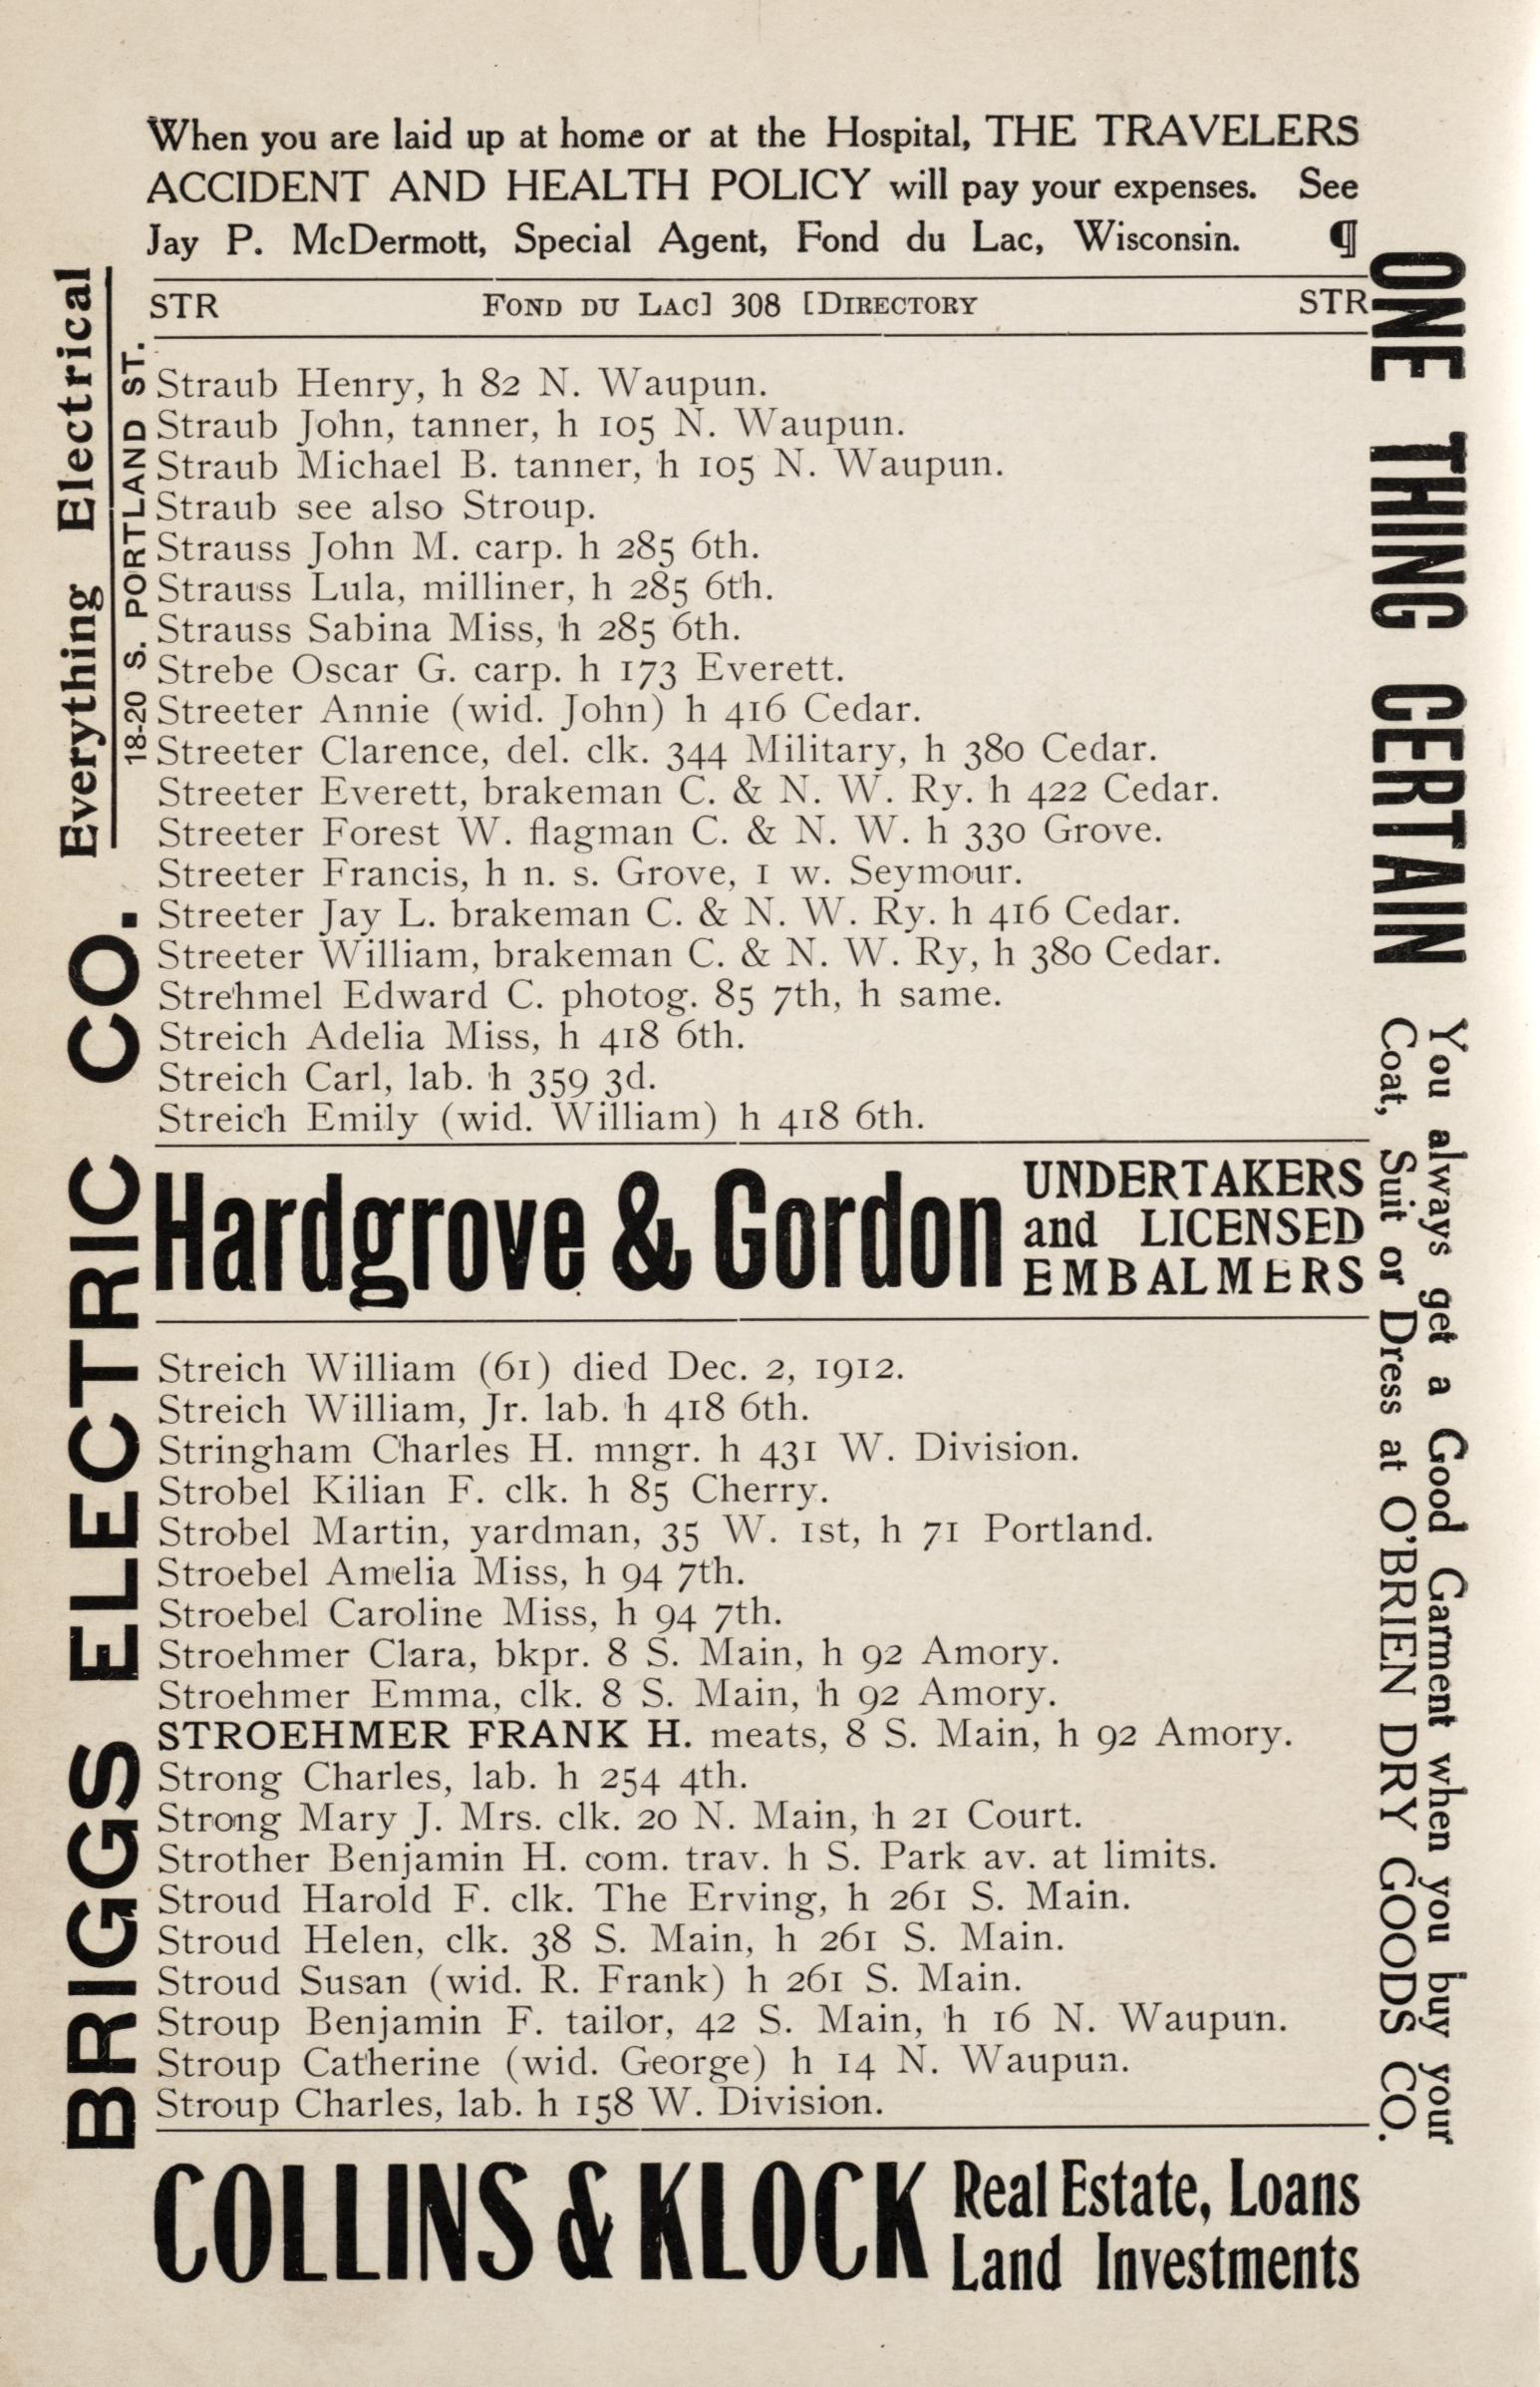 When you are laid up at home or at the Hospital, THE TRAVELERS
ACCIDENT AND HEALTH POLICY will pay your expenses. See
Jay P. McDermott, Special Agent, Fond du Lac, Wisconsin. ¶
STR FOND DU LAC] 308 [DIRECTORY STR
Straub Henry, h 82 N. Waupun.
Straub John, tanner, h 105 N. Waupun.
Straub Michael B. tanner, h 105 N. Waupun.
Straub see also Stroup.
Strauss John M. carp. h 285 6th.
Strauss Lula, milliner, h 285 6th.
Strauss Sabina Miss, h 285 6th.
Strebe Oscar G. carp. h 173 Everett.
Streeter Annie (wid. John) h 416 Cedar.
Streeter Clarence, del. clk. 344 Military, h 380 Cedar.
Streeter Everett, brakeman C. & N. W. Ry. h 422 Cedar.
Streeter Forest W. flagman C. & N. W. h 330 Grove.
Streeter Francis, h n. s. Grove, 1 w. Seymour.
Streeter Jay L. brakeman C. & N. W. Ry. h 416 Cedar.
Streeter William, brakeman C. & N. W. Ry, h 380 Cedar.
Strehmel Edward C. photog. 85 7th, h same.
Streich Adelia Miss, h 418 6th.
Streich Carl, lab. h 359 3d.
Streich Emily (wid. William) h 418 6th.
Hardgrove & Gordon UNDERTAKERS
and LICENSED
EMBALMERS
Streich William (61) died Dec. 2, 1912.
Streich William, Jr. lab. h 418 6th.
Stringham Charles H. mngr. h 431 W. Division.
Strobel Kilian F. clk. h 85 Cherry.
Strobel Martin, yardman, 35 W. 1st, h 71 Portland.
Stroebel Amelia Miss, h 94 7th.
Stroebel Caroline Miss, h 94 7th.
Stroehmer Clara, bkpr. 8 S. Main, h 92 Amory.
Stroehmer Emma, clk. 8 S. Main, h 92 Amory.
STROEHMER FRANK H. meats, 8 S. Main, h 92 Amory.
Strong Charles, lab. h 254 4th.
Strong Mary J. Mrs. clk. 20 N. Main, h 21 Court.
Strother Benjamin H. com. trav. h S. Park av. at limits.
Stroud Harold F. clk. The Erving, h 261 S. Main.
Stroud Helen, clk. 38 S. Main, h 261 S. Main.
Stroud Susan (wid. R. Frank) h 261 S. Main.
Stroup Benjamin F. tailor, 42 S. Main, h 16 N. Waupun.
Stroup Catherine (wid. George) h 14 N. Waupun.
Stroup Charles, lab. h 158 W. Division.
COLLINS & KLOCK Real Estate, Loans
Land Investments
BRIGGS ELECTRIC CO. Everything Electrical
18-20 S. PORTLAND ST.
ONE THING CERTAIN You always get a Good Garment when you buy your
Coat, Suit or Dress at O'BRIEN DRY GOODS CO.